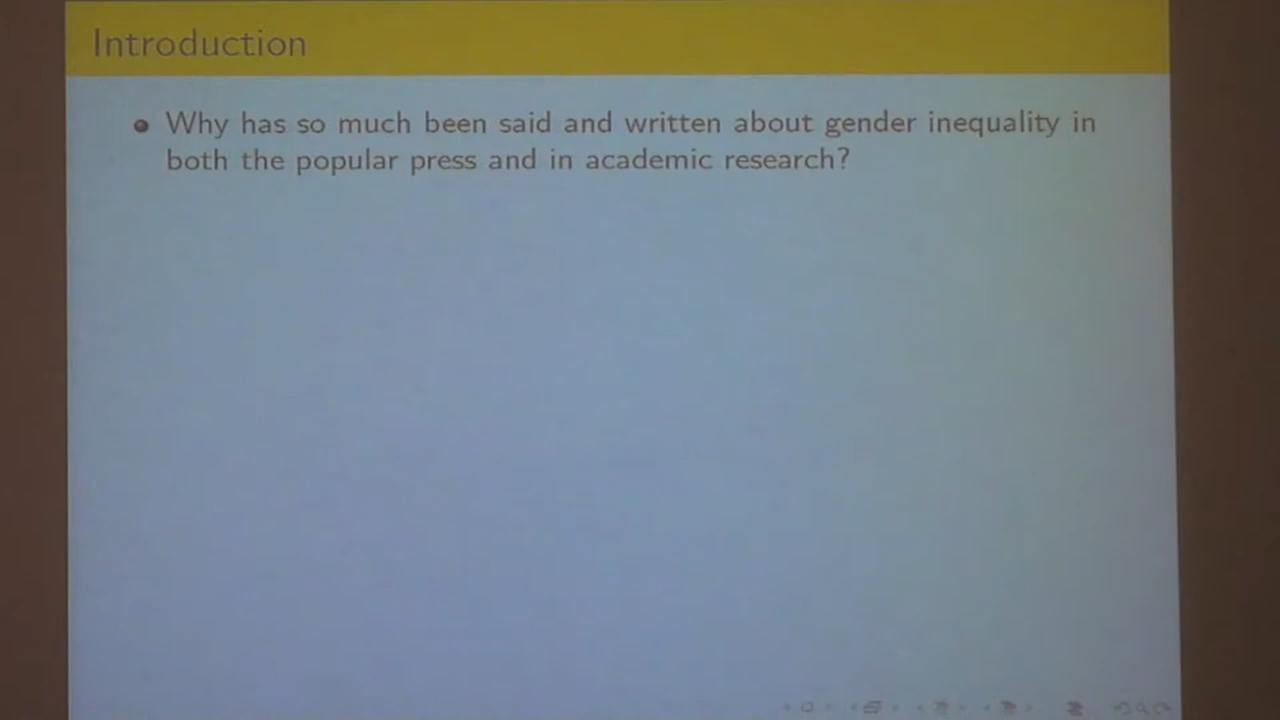 Introduction
Why has so much been said and written about gender inequality in
both the popular press and in academic research?